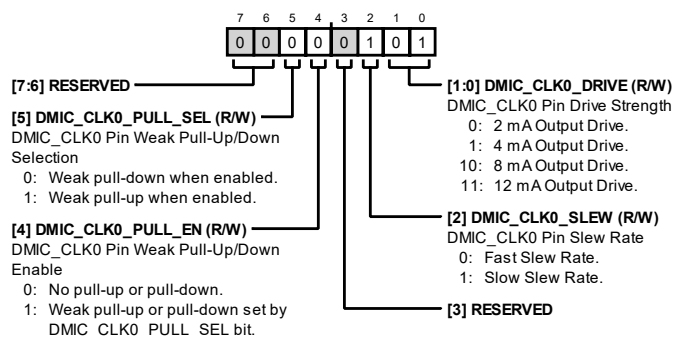 7 6 5 4 3 2 1 0
0 0 0 0 0 1 0 1
[7:6] RESERVED
[5] DMIC_CLK0_PULL_SEL (R/W)
DMIC_CLK0 Pin Weak Pull-Up/Down
Selection
0: Weak pull-down when enabled.
1: Weak pull-up when enabled.
[4] DMIC_CLK0_PULL_EN (R/W)
DMIC_CLK0 Pin Weak Pull-Up/Down
Enable
0: No pull-up or pull-down.
1: Weak pull-up or pull-down set by
DMIC_CLK0_PULL_SEL bit.
[1:0] DMIC_CLK0_DRIVE (R/W)
DMIC_CLK0 Pin Drive Strength
0: 2 mA Output Drive.
1: 4 mA Output Drive.
10: 8 mA Output Drive.
11: 12 mA Output Drive.
[2] DMIC_CLK0_SLEW (R/W)
DMIC_CLK0 Pin Slew Rate
0: Fast Slew Rate.
1: Slow Slew Rate.
[3] RESERVED